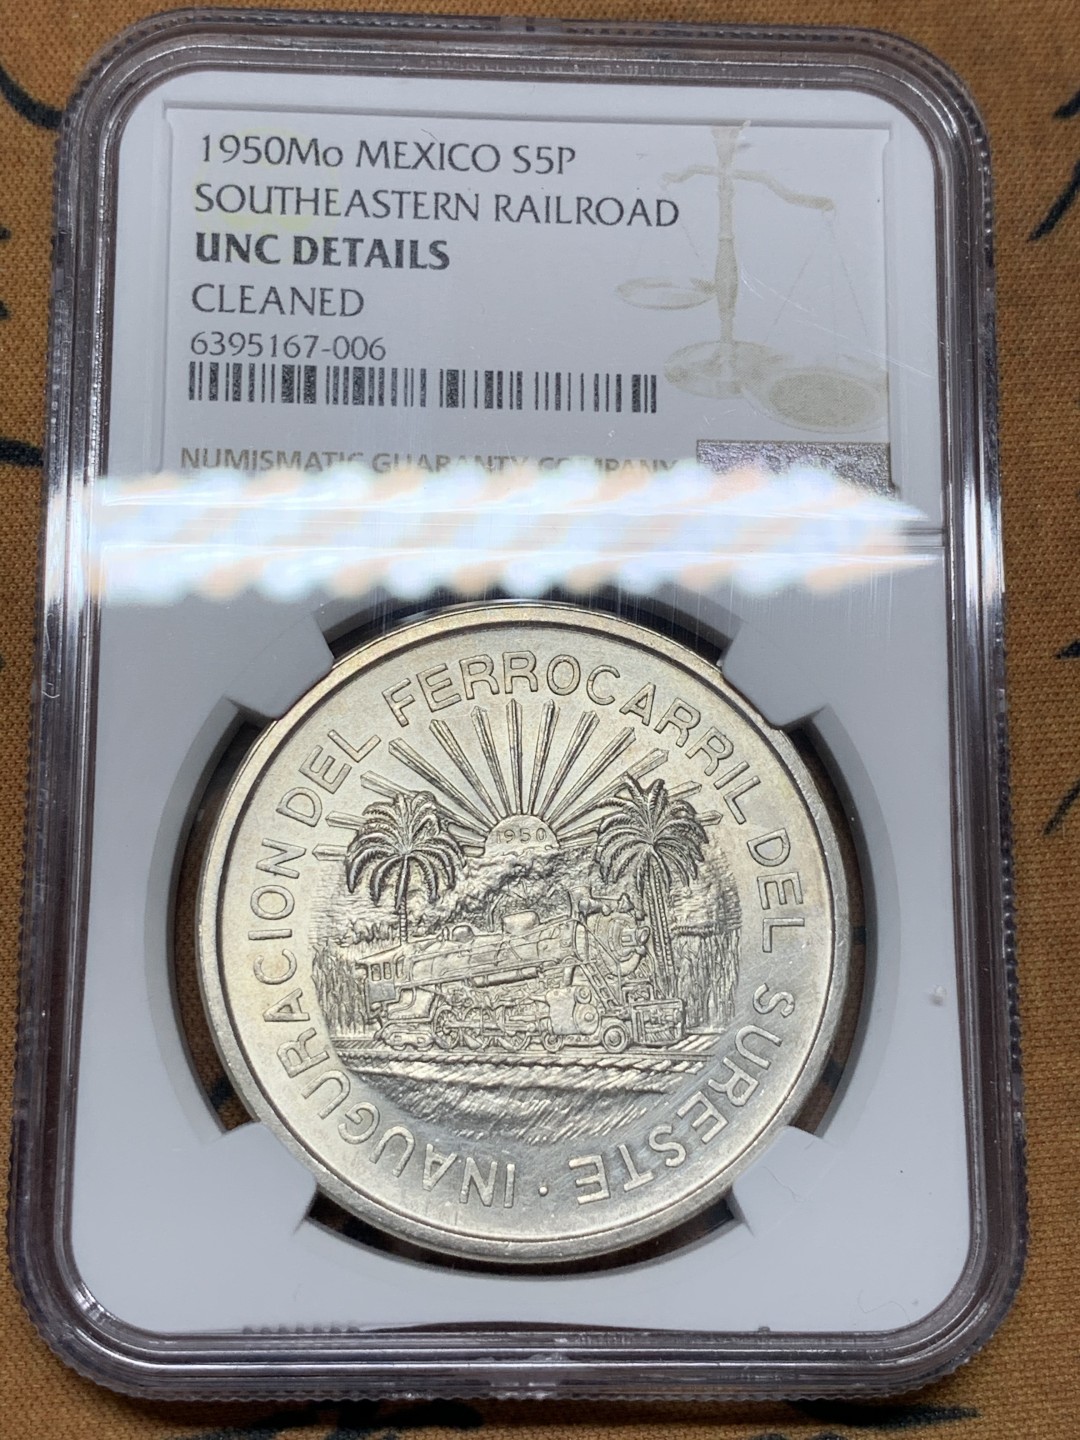 1950Mo MEXICO S5P
SOUTHEASTERN RAILROAD
UNC DETAILS
CLEANED
6395167-006
NUMISMATIC GUARANTY COMPANY
INAUGURACION DEL FERROCARRIL DEL SURESTE ·
1950